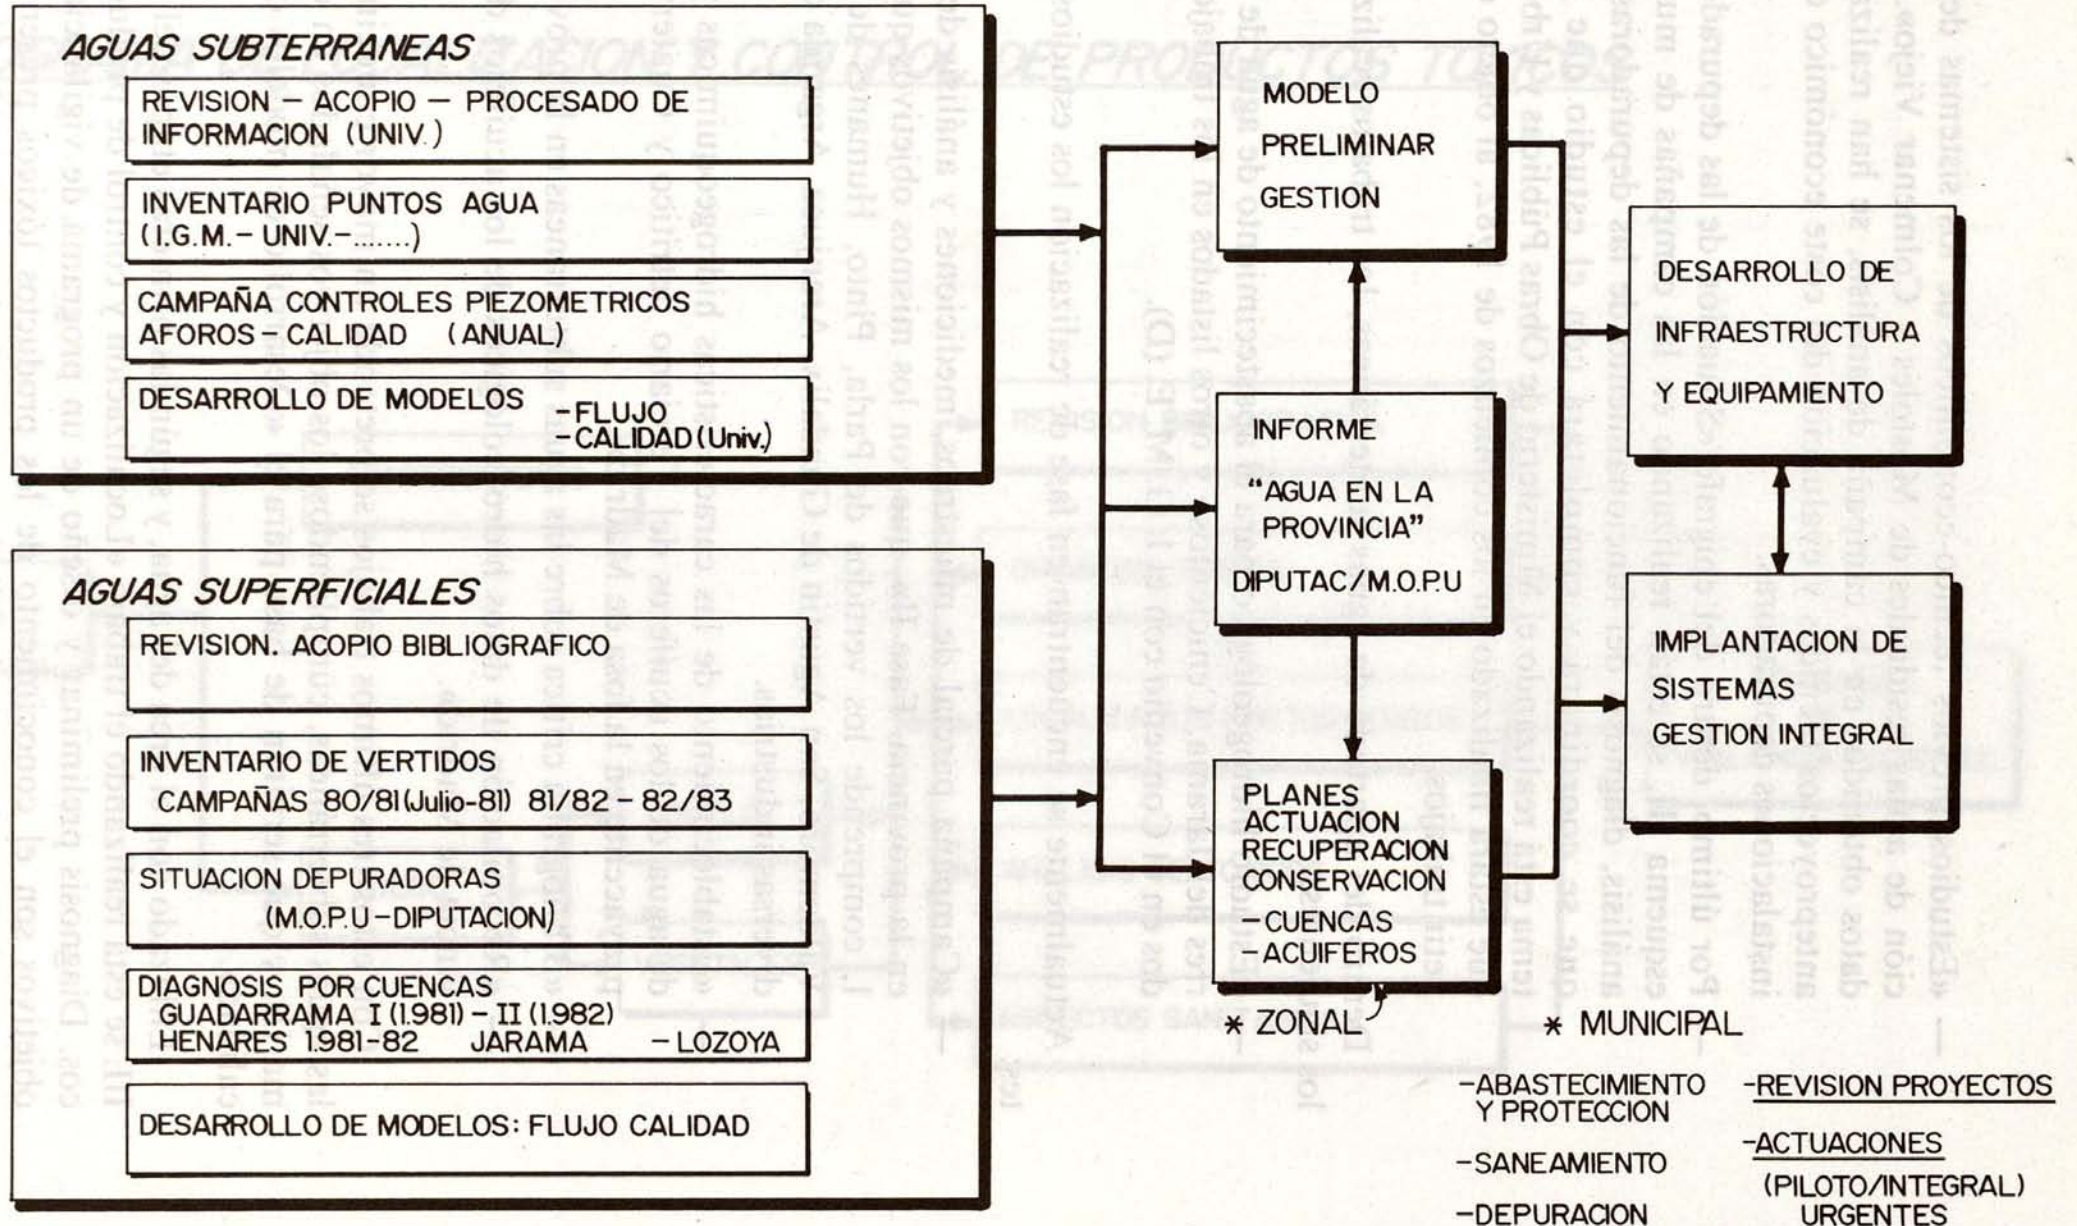 AGUAS SUBTERRANEAS
REVISION – ACOPIO – PROCESADO DE
INFORMACION (UNIV.)
INVENTARIO PUNTOS AGUA
(I.G.M.– UNIV.–.......)
CAMPAÑA CONTROLES PIEZOMETRICOS
AFOROS–CALIDAD (ANUAL)
DESARROLLO DE MODELOS
–FLUJO
–CALIDAD (Univ.)
AGUAS SUPERFICIALES
REVISION. ACOPIO BIBLIOGRAFICO
INVENTARIO DE VERTIDOS
CAMPAÑAS 80/81(Julio-81) 81/82 – 82/83
SITUACION DEPURADORAS
(M.O.P.U–DIPUTACION)
DIAGNOSIS POR CUENCAS
GUADARRAMA I (1.981) – II (1.982)
HENARES 1.981-82 JARAMA – LOZOYA
DESARROLLO DE MODELOS: FLUJO CALIDAD
MODELO
PRELIMINAR
GESTION
INFORME
“AGUA EN LA
PROVINCIA”
DIPUTAC/M.O.P.U
PLANES
ACTUACION
RECUPERACION
CONSERVACION
– CUENCAS
– ACUIFEROS
* ZONAL
DESARROLLO DE
INFRAESTRUCTURA
Y EQUIPAMIENTO
IMPLANTACION DE
SISTEMAS
GESTION INTEGRAL
* MUNICIPAL
–ABASTECIMIENTO
Y PROTECCION
–SANEAMIENTO
–DEPURACION
–REVISION PROYECTOS
–ACTUACIONES
(PILOTO/INTEGRAL)
URGENTES